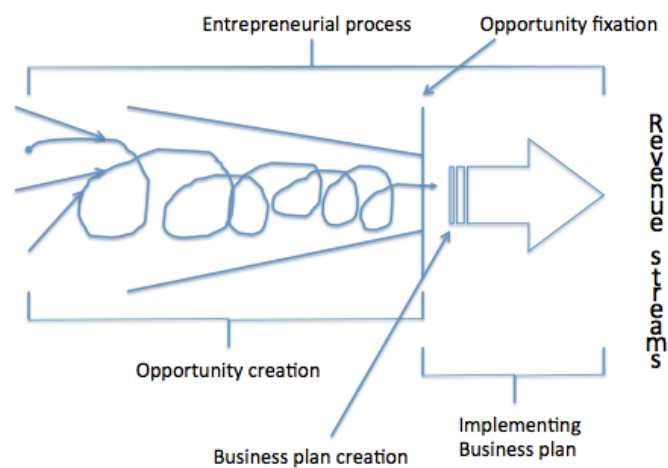 Entrepreneurial process
Opportunity fixation
Revenue streams
Opportunity creation
Implementing
Business plan
Business plan creation